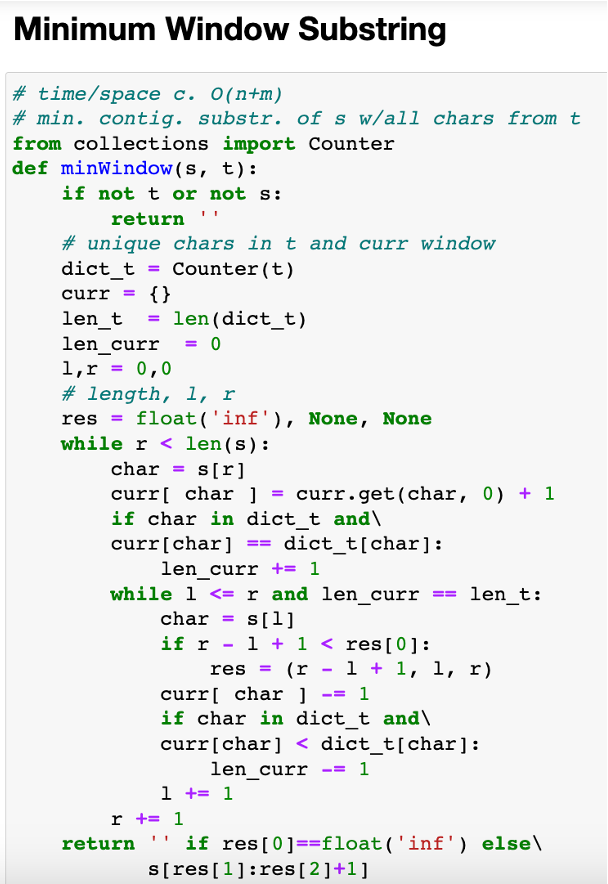 Minimum Window Substring
# time/space c. O(n+m)
# min. contig. substr. of s w/all chars from t
from collections import Counter
def minWindow(s, t):
    if not t or not s:
        return ''
    # unique chars in t and curr window
    dict_t = Counter(t)
    curr = {}
    len_t  = len(dict_t)
    len_curr  = 0
    l,r = 0,0
    # length, l, r
    res = float('inf'), None, None
    while r < len(s):
        char = s[r]
        curr[ char ] = curr.get(char, 0) + 1
        if char in dict_t and\
        curr[char] == dict_t[char]:
            len_curr += 1
        while l <= r and len_curr == len_t:
            char = s[l]
            if r - l + 1 < res[0]:
                res = (r - l + 1, l, r)
            curr[ char ] -= 1
            if char in dict_t and\
            curr[char] < dict_t[char]:
                len_curr -= 1
            l += 1
        r += 1
    return '' if res[0]==float('inf') else\
           s[res[1]:res[2]+1]